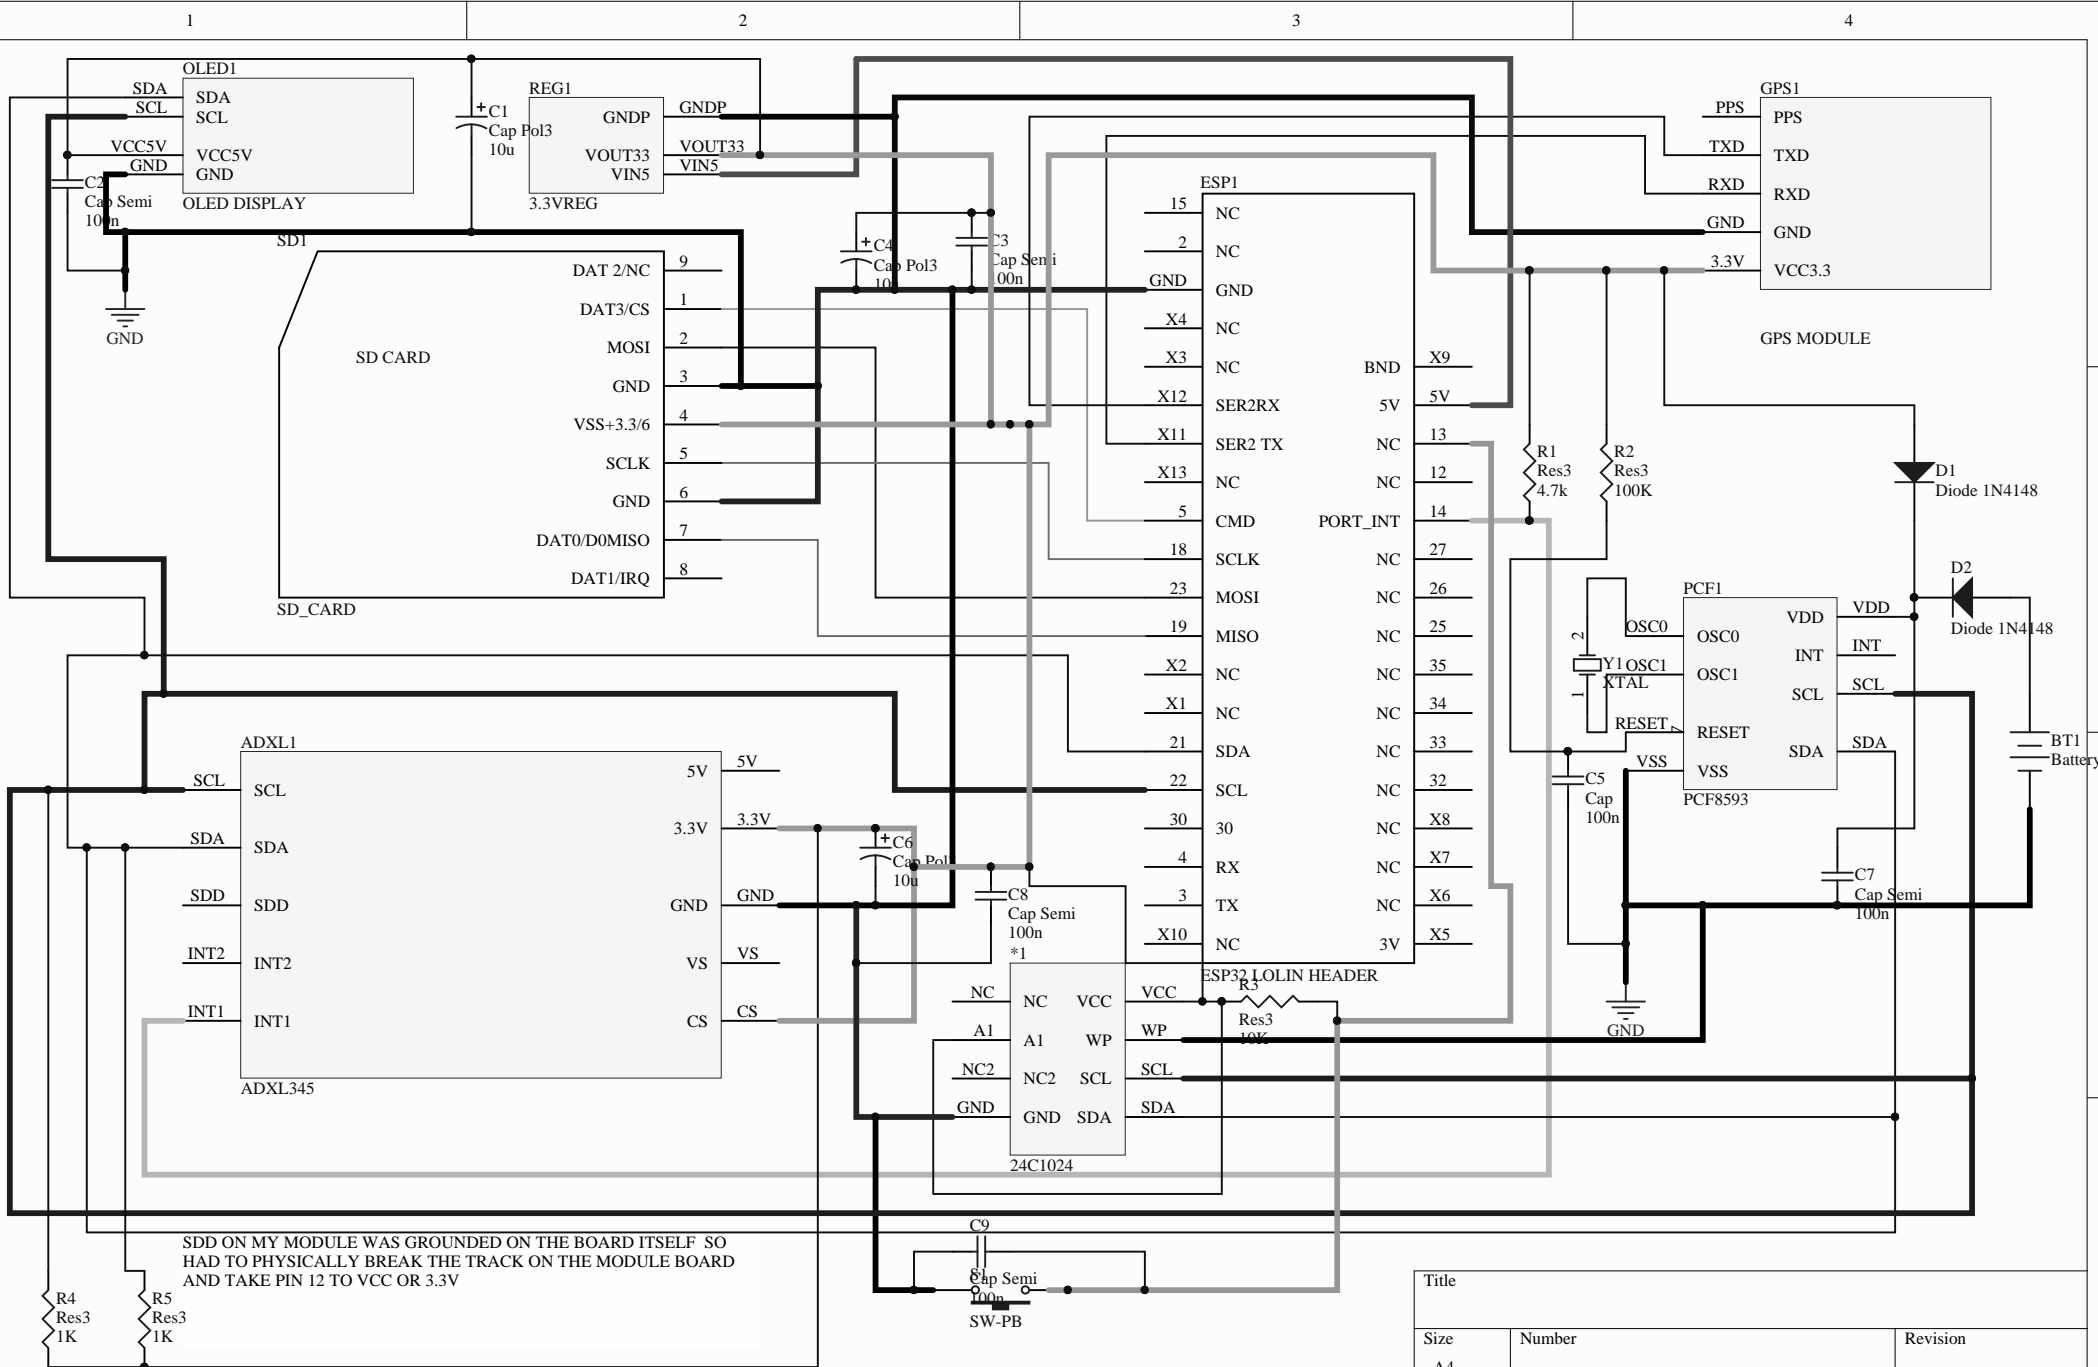 1
2
3
4
OLED1
SDA
SCL
VCC5V
GND
SDA
SCL
VCC5V
GND
OLED DISPLAY
C2
Cap Semi
100n
GND
C1
Cap Pol3
10u
REG1
GNDP
VOUT33
VIN5
GNDP
VOUT33
VIN5
3.3VREG
GPS1
PPS
TXD
RXD
GND
3.3V
PPS
TXD
RXD
GND
VCC3.3
GPS MODULE
SD1
SD CARD
DAT 2/NC
9
DAT3/CS
1
MOSI
2
GND
3
VSS+3.3/6
4
SCLK
5
GND
6
DAT0/D0MISO
7
DAT1/IRQ
8
SD_CARD
C4
Cap Pol3
10
C3
Cap Semi
100n
ESP1
15
NC
2
NC
GND
GND
X4
NC
X3
NC
X12
SER2RX
X11
SER2 TX
X13
NC
5
CMD
18
SCLK
23
MOSI
19
MISO
X2
NC
X1
NC
21
SDA
22
SCL
30
30
4
RX
3
TX
X10
NC
BND
X9
5V
5V
NC
13
NC
12
PORT_INT
14
NC
27
NC
26
NC
25
NC
35
NC
34
NC
33
NC
32
NC
X8
NC
X7
NC
X6
3V
X5
ESP32 LOLIN HEADER
R1
Res3
4.7k
R2
Res3
100K
D1
Diode 1N4148
D2
Diode 1N4148
PCF1
OSC0
OSC1
RESET
VSS
OSC0
OSC1
RESET
VSS
VDD
INT
SCL
SDA
VDD
INT
SCL
SDA
PCF8593
2
1
Y1
XTAL
BT1
Battery
C5
Cap
100n
C7
Cap Semi
100n
GND
ADXL1
SCL
SDA
SDD
INT2
INT1
SCL
SDA
SDD
INT2
INT1
5V
3.3V
GND
VS
CS
5V
3.3V
GND
VS
CS
ADXL345
C6
Cap Pol
10u
C8
Cap Semi
100n
*1
NC
A1
NC2
GND
NC
A1
NC2
GND
VCC
WP
SCL
SDA
VCC
WP
SCL
SDA
24C1024
R3
Res3
10K
C9
Cap Semi
100n
S1
SW-PB
SDD ON MY MODULE WAS GROUNDED ON THE BOARD ITSELF SO
HAD TO PHYSICALLY BREAK THE TRACK ON THE MODULE BOARD
AND TAKE PIN 12 TO VCC OR 3.3V
R4
Res3
1K
R5
Res3
1K
Title
Size
Number
Revision
A4